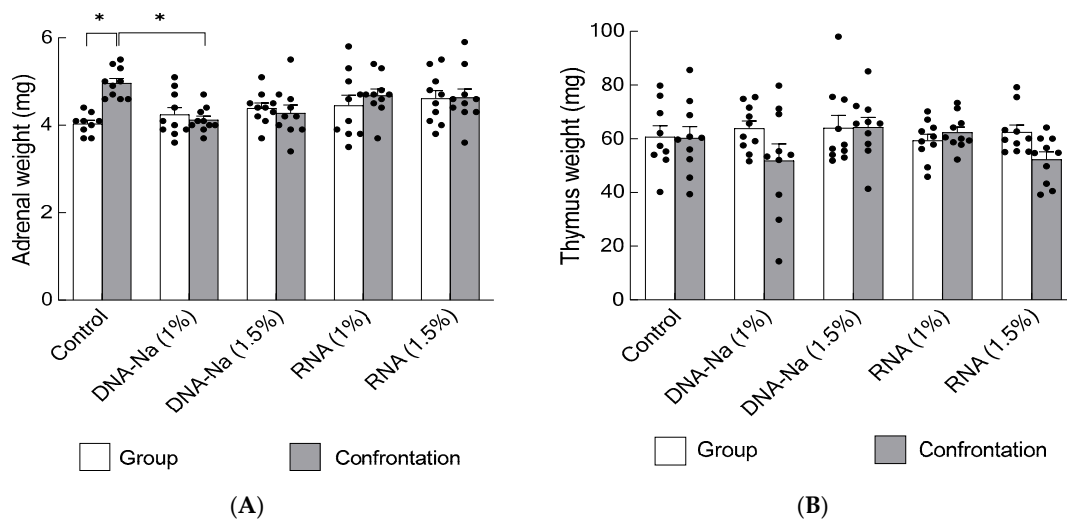 * *
Adrenal weight (mg)
6
4
2
0
Control
DNA-Na (1%)
DNA-Na (1.5%)
RNA (1%)
RNA (1.5%)
Group
Confrontation
(A)
Thymus weight (mg)
100
80
60
40
20
0
Control
DNA-Na (1%)
DNA-Na (1.5%)
RNA (1%)
RNA (1.5%)
Group
Confrontation
(B)